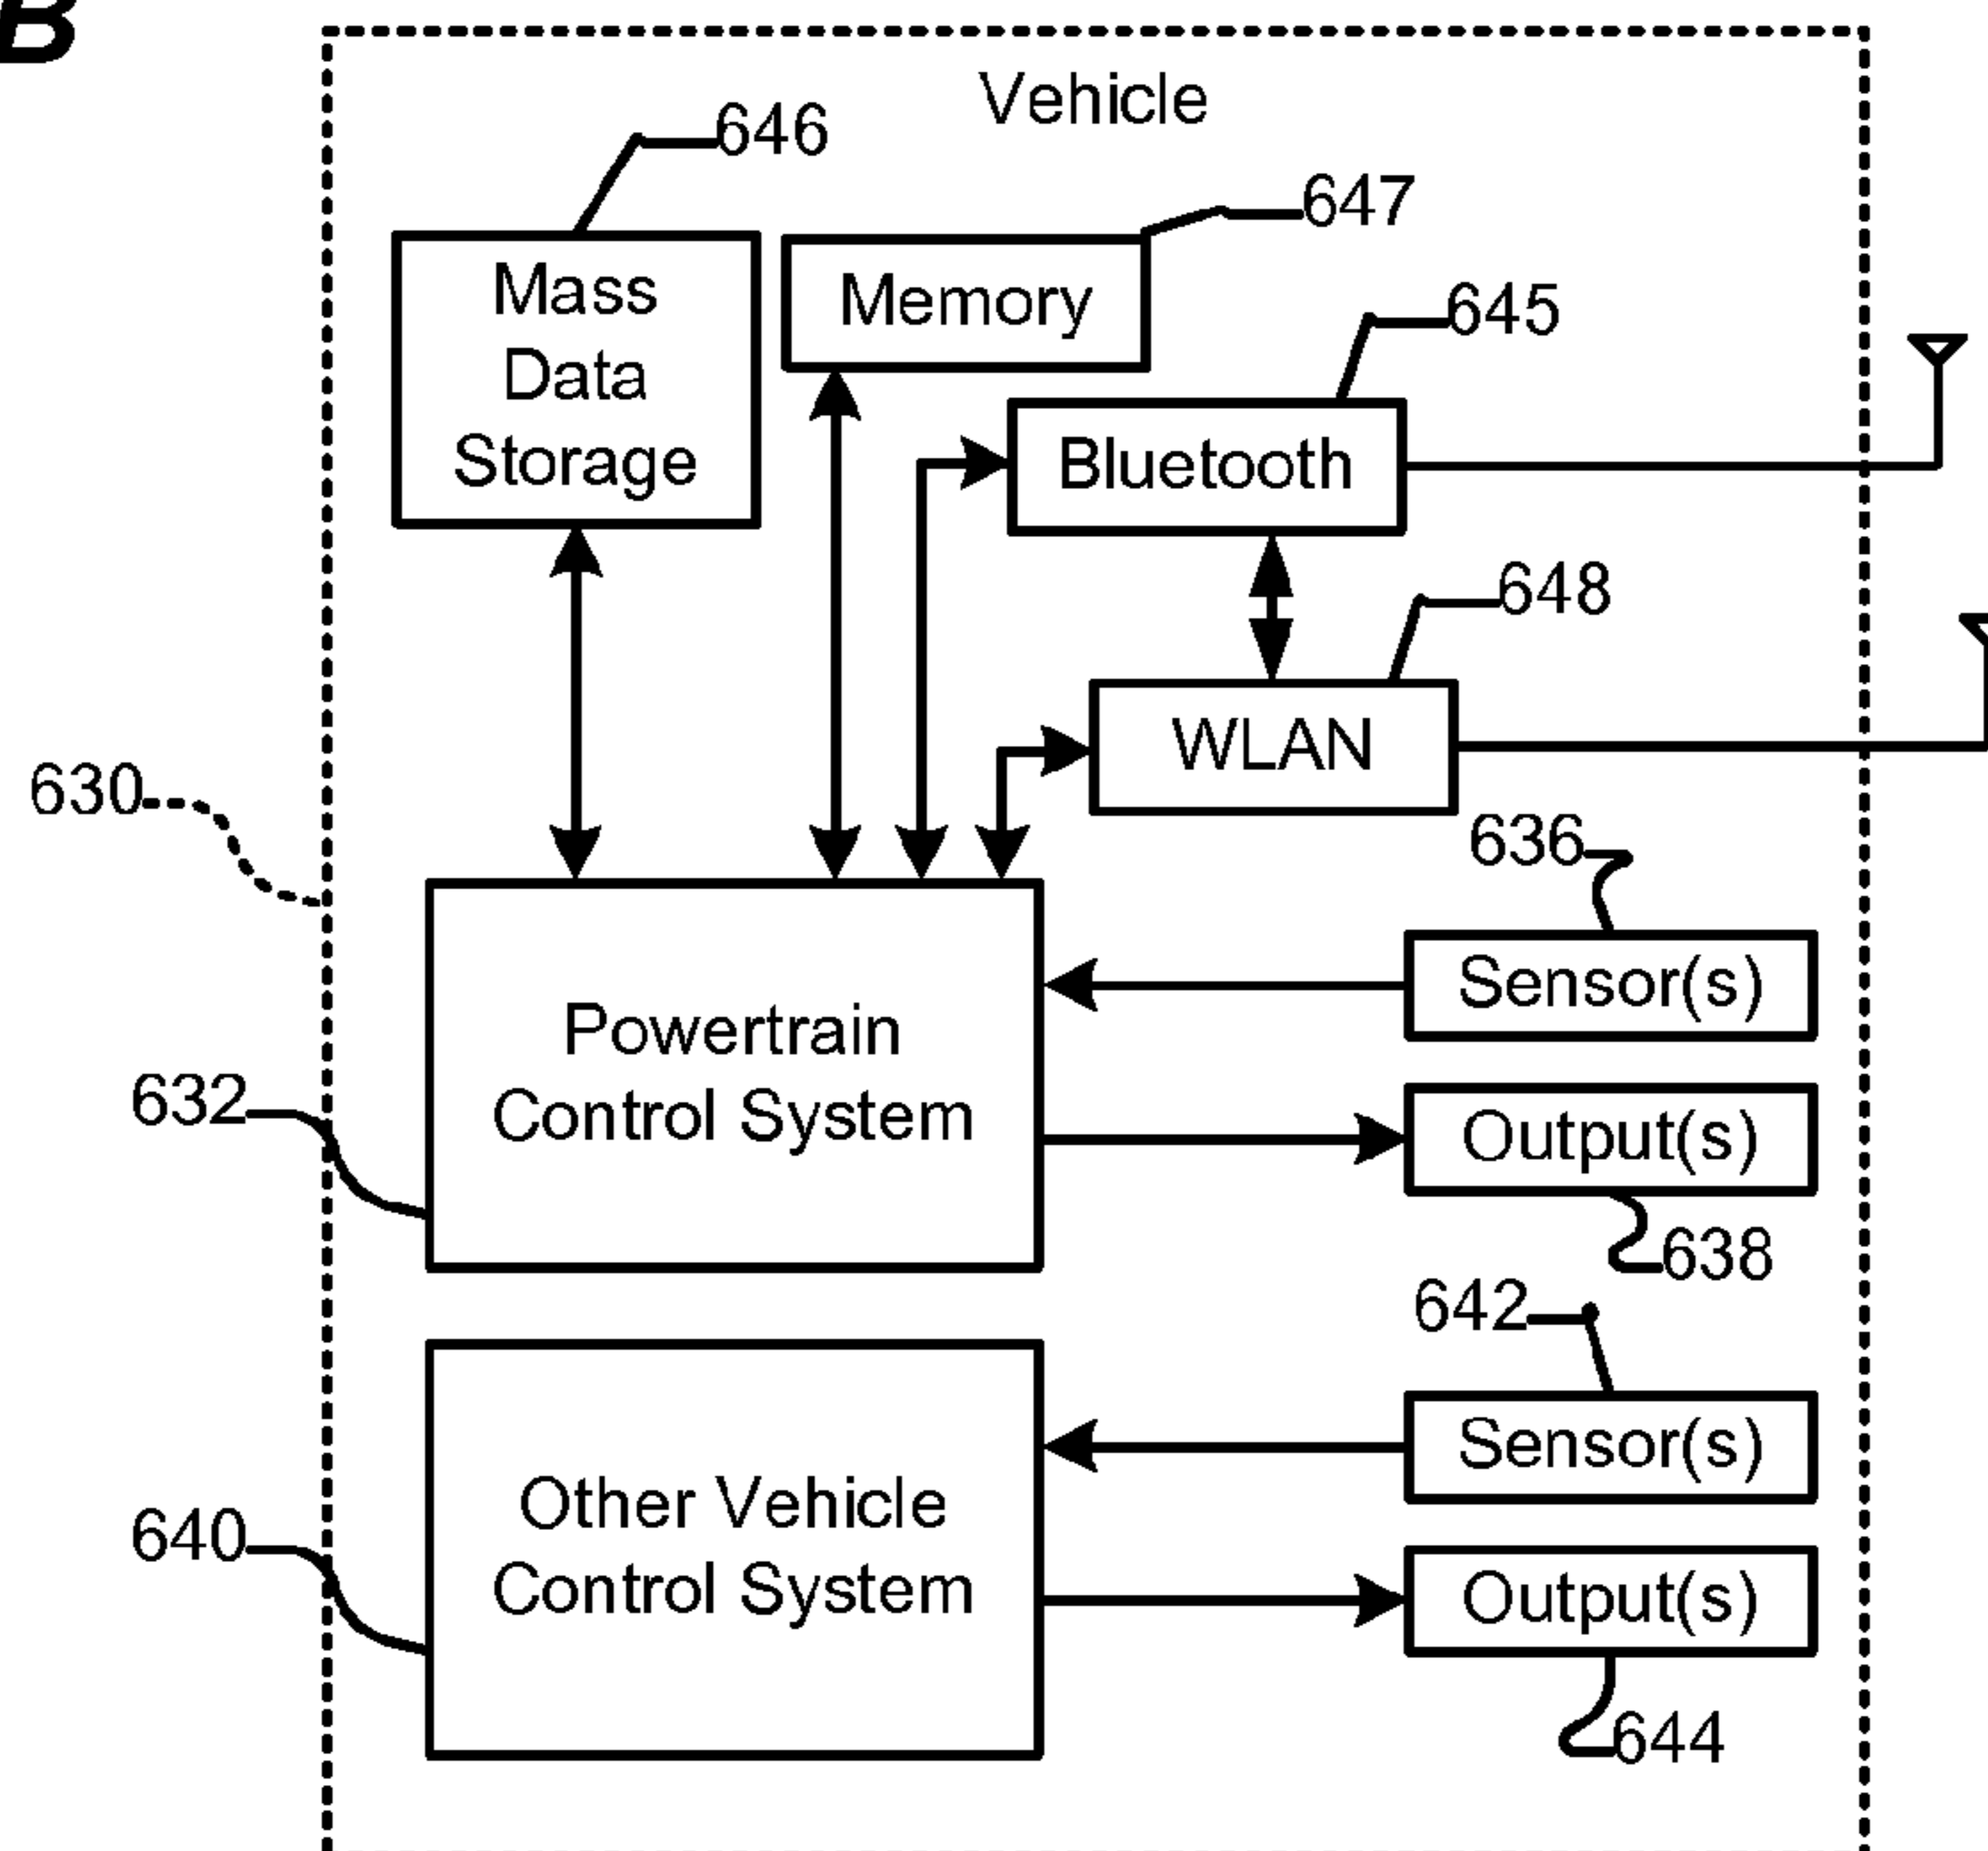 B
Vehicle
646
647
Mass
Data
Storage
Memory
645
Bluetooth
648
WLAN
630
636
Sensor(s)
Powertrain
Control System
632
Output(s)
638
642
Sensor(s)
Other Vehicle
Control System
640
Output(s)
644